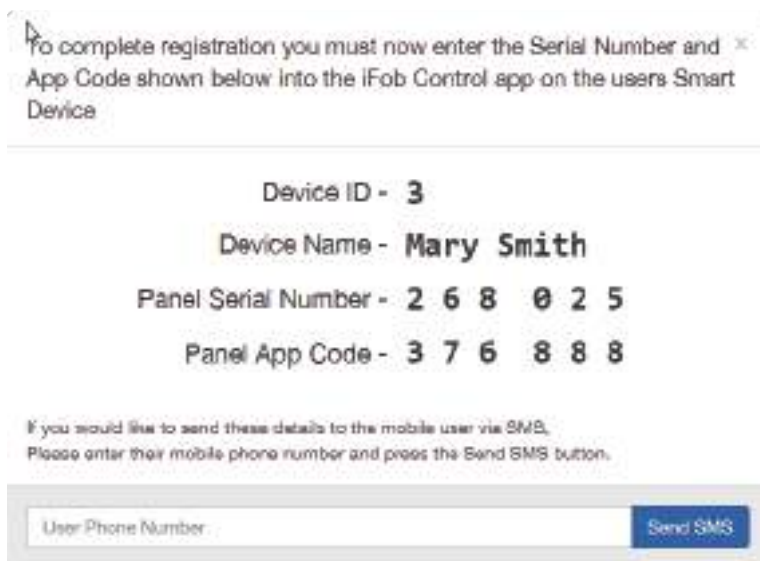 To complete registration you must now enter the Serial Number and ×
App Code shown below into the iFob Control app on the users Smart
Device
Device ID - 3
Device Name - Mary Smith
Panel Serial Number - 2 6 8 0 2 5
Panel App Code - 3 7 6 8 8 8
If you would like to send these details to the mobile user via SMS,
Please enter their mobile phone number and press the Send SMS button.
User Phone Number Send SMS